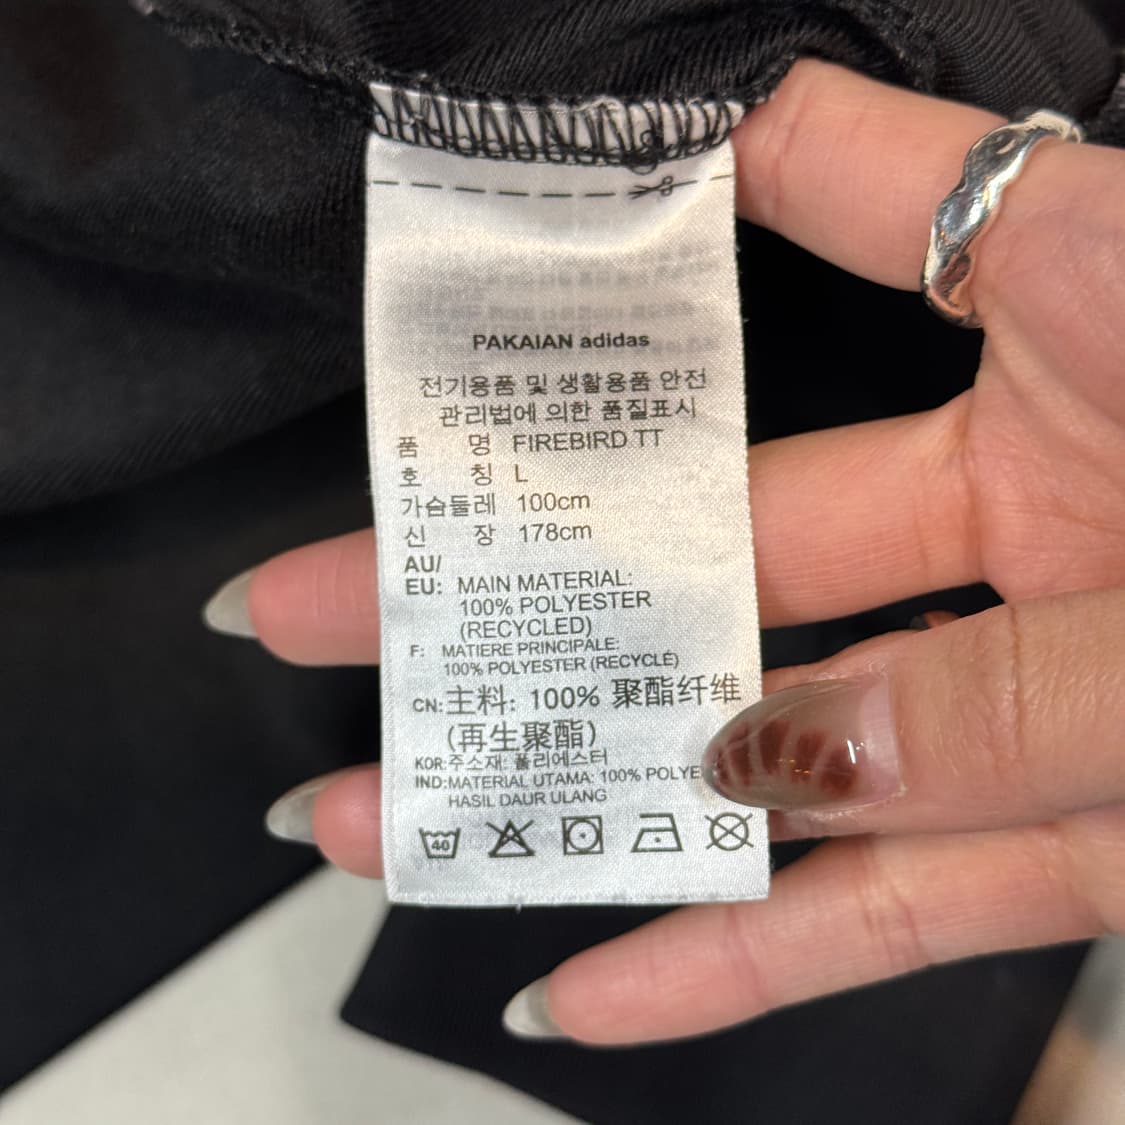 PAKAIAN adidas
전기용품 및 생활용품 안전
관리법에 의한 품질표시
품 명 FIREBIRD TT
호 칭 L
가슴둘레 100cm
신 장 178cm
AU/
EU: MAIN MATERIAL:
100% POLYESTER
(RECYCLED)
F: MATIERE PRINCIPALE:
100% POLYESTER (RECYCLÉ)
CN:主料: 100% 聚酯纤维
(再生聚酯)
KOR:주소재: 폴리에스터
IND:MATERIAL UTAMA: 100% POLYE
HASIL DAUR ULANG
40